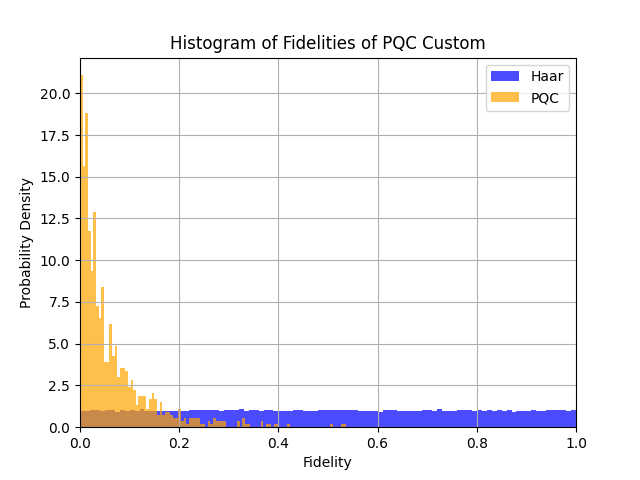 Histogram of Fidelities of PQC Custom
Haar
PQC
Probability Density
20.0
17.5
15.0
12.5
10.0
7.5
5.0
2.5
0.0
0.0 0.2 0.4 0.6 0.8 1.0
Fidelity